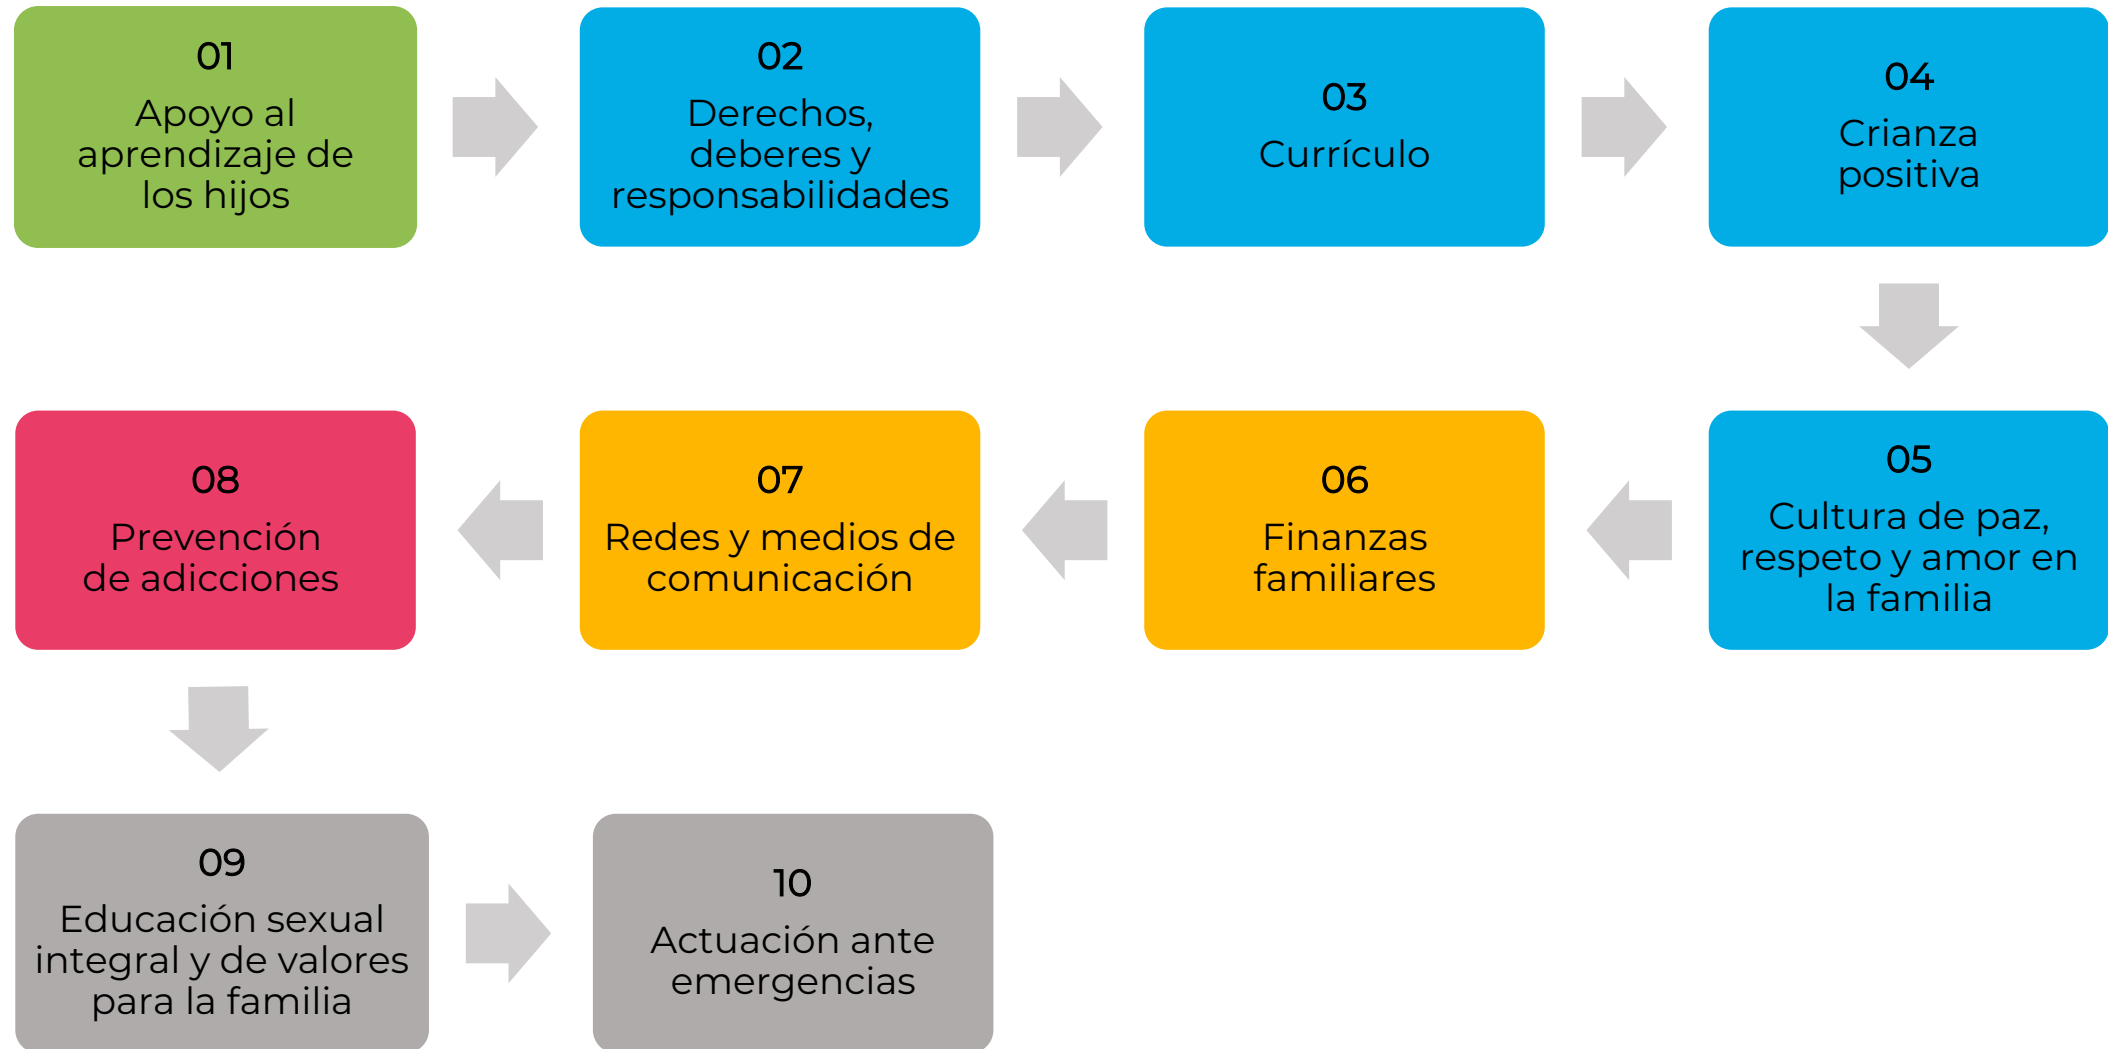 01
Apoyo al
aprendizaje de
los hijos
02
Derechos,
deberes y
responsabilidades
03
Currículo
04
Crianza
positiva
05
Cultura de paz,
respeto y amor en
la familia
06
Finanzas
familiares
07
Redes y medios de
comunicación
08
Prevención
de adicciones
09
Educación sexual
integral y de valores
para la familia
10
Actuación ante
emergencias